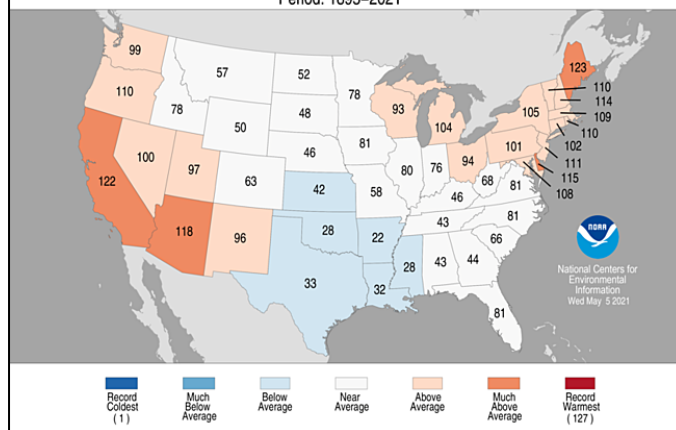 Period: 1895–2021
99
57
52
78
123
110
110
78
50
48
93
104
105
114
109
110
102
122
100
97
63
46
81
80
76
94
101
111
115
108
42
58
46
68
81
118
96
28
22
43
81
33
32
28
43
44
66
81
NOAA
National Centers for
Environmental
Information
Wed May 5 2021
Record
Coldest
(1)
Much
Below
Average
Below
Average
Near
Average
Above
Average
Much
Above
Average
Record
Warmest
(127)